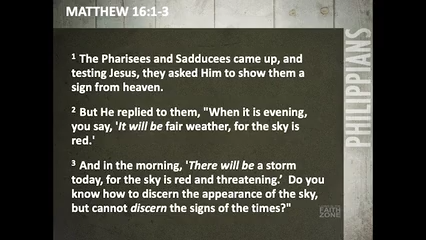 MATTHEW 16:1-3
1 The Pharisees and Sadducees came up, and
testing Jesus, they asked Him to show them a
sign from heaven.
2 But He replied to them, "When it is evening,
you say, 'It will be fair weather, for the sky is
red.'
3 And in the morning, 'There will be a storm
today, for the sky is red and threatening.' Do you
know how to discern the appearance of the sky,
but cannot discern the signs of the times?"
PHILIPPIANS
FAITH
ZONE